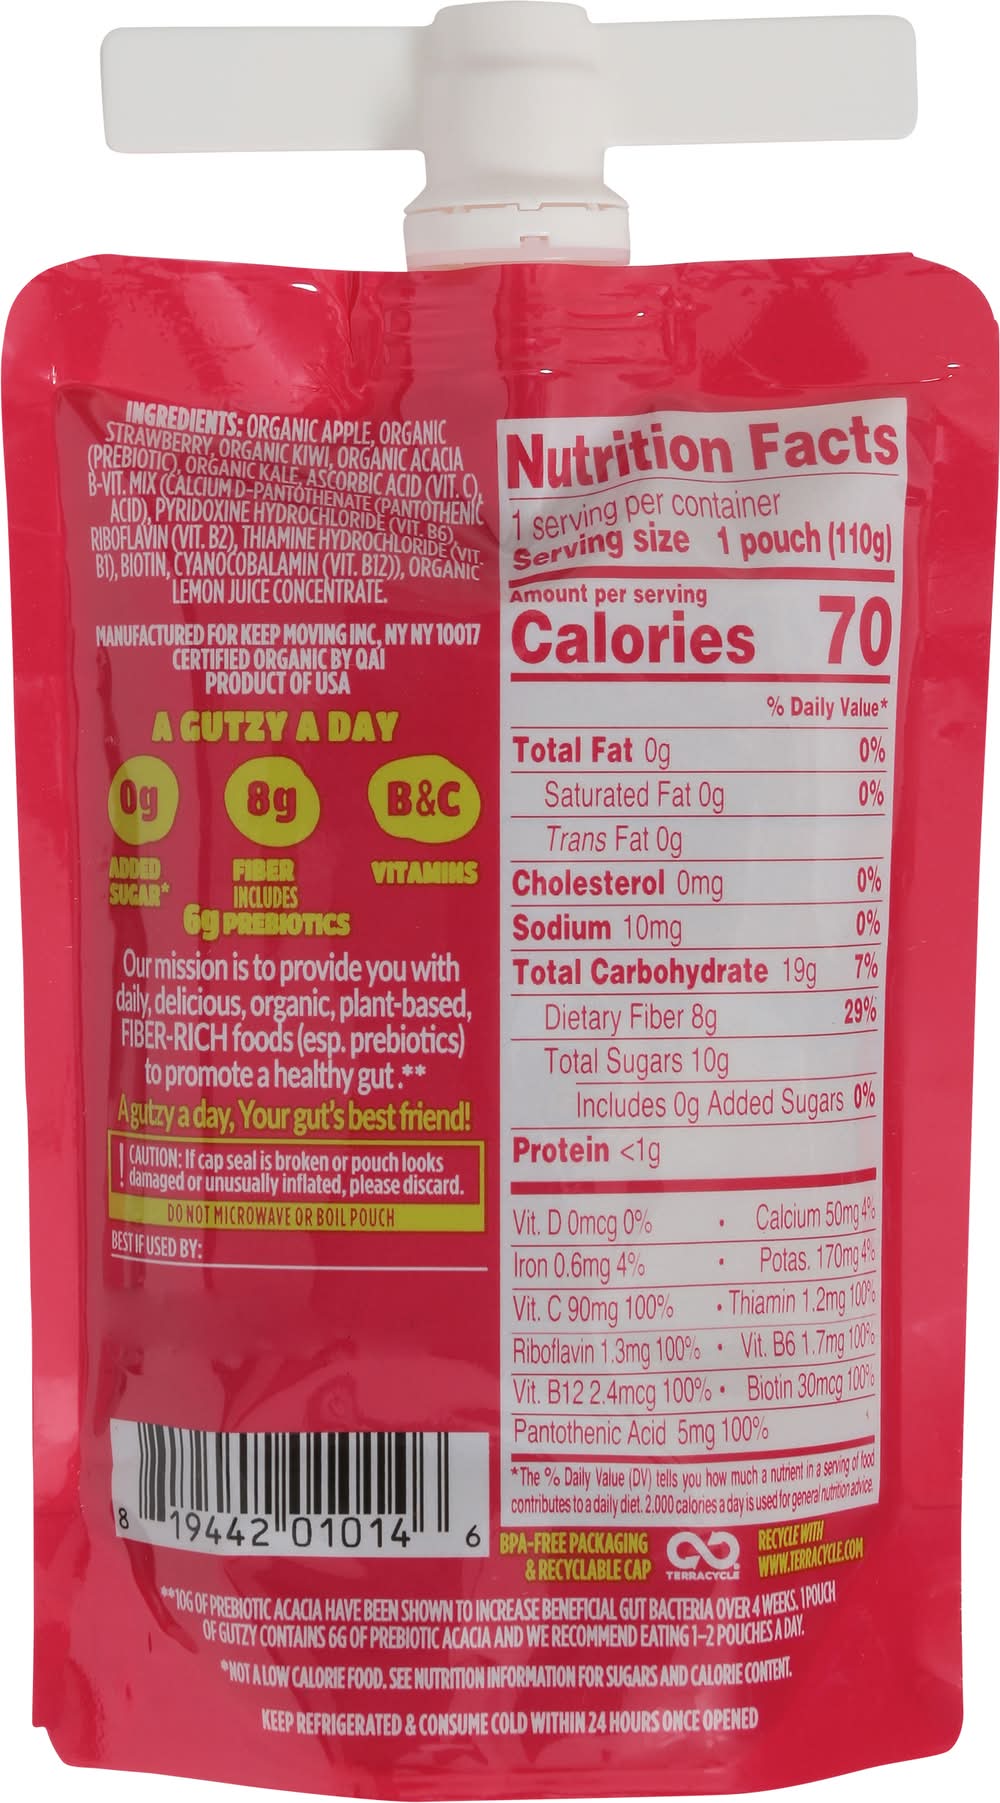 INGREDIENTS: ORGANIC APPLE, ORGANIC
STRAWBERRY, ORGANIC KIWI, ORGANIC ACACIA
(PREBIOTIC), ORGANIC KALE, ASCORBIC ACID (VIT. C),
B-VIT. MIX (CALCIUM D-PANTOTHENATE (PANTOTHENIC
ACID), PYRIDOXINE HYDROCHLORIDE (VIT. B6),
RIBOFLAVIN (VIT. B2), THIAMINE HYDROCHLORIDE (VIT.
B1), BIOTIN, CYANOCOBALAMIN (VIT. B12)), ORGANIC
LEMON JUICE CONCENTRATE.
MANUFACTURED FOR KEEP MOVING INC, NY NY 10017
CERTIFIED ORGANIC BY QAI
PRODUCT OF USA
A GUTZY A DAY
0g 8g B&C
ADDED SUGAR*
FIBER
INCLUDES
6g PREBIOTICS
VITAMINS
Our mission is to provide you with
daily, delicious, organic, plant-based,
FIBER-RICH foods (esp. prebiotics)
to promote a healthy gut.**
A gutzy a day, Your gut's best friend!
! CAUTION: If cap seal is broken or pouch looks
damaged or unusually inflated, please discard.
DO NOT MICROWAVE OR BOIL POUCH
BEST IF USED BY:
8 19442 01014 6
Nutrition Facts
1 serving per container
Serving size 1 pouch (110g)
Amount per serving
Calories 70
% Daily Value*
Total Fat 0g 0%
Saturated Fat 0g 0%
Trans Fat 0g
Cholesterol 0mg 0%
Sodium 10mg 0%
Total Carbohydrate 19g 7%
Dietary Fiber 8g 29%
Total Sugars 10g
Includes 0g Added Sugars 0%
Protein <1g
Vit. D 0mcg 0% • Calcium 50mg 4%
Iron 0.6mg 4% • Potas. 170mg 4%
Vit. C 90mg 100% • Thiamin 1.2mg 100%
Riboflavin 1.3mg 100% • Vit. B6 1.7mg 100%
Vit. B12 2.4mcg 100% • Biotin 30mcg 100%
Pantothenic Acid 5mg 100%
*The % Daily Value (DV) tells you how much a nutrient in a serving of food
contributes to a daily diet. 2,000 calories a day is used for general nutrition advice.
BPA-FREE PACKAGING
& RECYCLABLE CAP
TERRACYCLE
RECYCLE WITH
WWW.TERRACYCLE.COM
**10G OF PREBIOTIC ACACIA HAVE BEEN SHOWN TO INCREASE BENEFICIAL GUT BACTERIA OVER 4 WEEKS. 1 POUCH
OF GUTZY CONTAINS 6G OF PREBIOTIC ACACIA AND WE RECOMMEND EATING 1–2 POUCHES A DAY.
*NOT A LOW CALORIE FOOD. SEE NUTRITION INFORMATION FOR SUGARS AND CALORIE CONTENT.
KEEP REFRIGERATED & CONSUME COLD WITHIN 24 HOURS ONCE OPENED